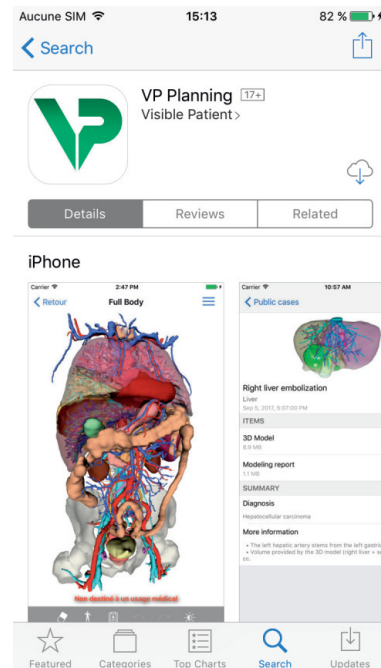 Aucune SIM 15:13 82 %
Search
VP
VP Planning 17+
Visible Patient >
Details Reviews Related
iPhone
Carrier 2:47 PM
Retour Full Body
Non destiné à un usage médical
Carrier 10:57 AM
Public cases
Right liver embolization
Liver
Sep 5, 2017, 9:07:00 PM
ITEMS
3D Model
8.9 MB
Modeling report
1.1 MB
SUMMARY
Diagnosis
Hepatocellular carcinoma
More information
• The left hepatic artery stems from the left
• Volume provided by the 3D model (right liver +
cc.
Featured Categories Top Charts Search Updates